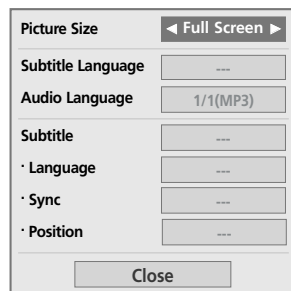 Picture Size ◄ Full Screen ►
Subtitle Language ---
Audio Language 1/1(MP3)
Subtitle ---
· Language ---
· Sync ---
· Position ---
Close